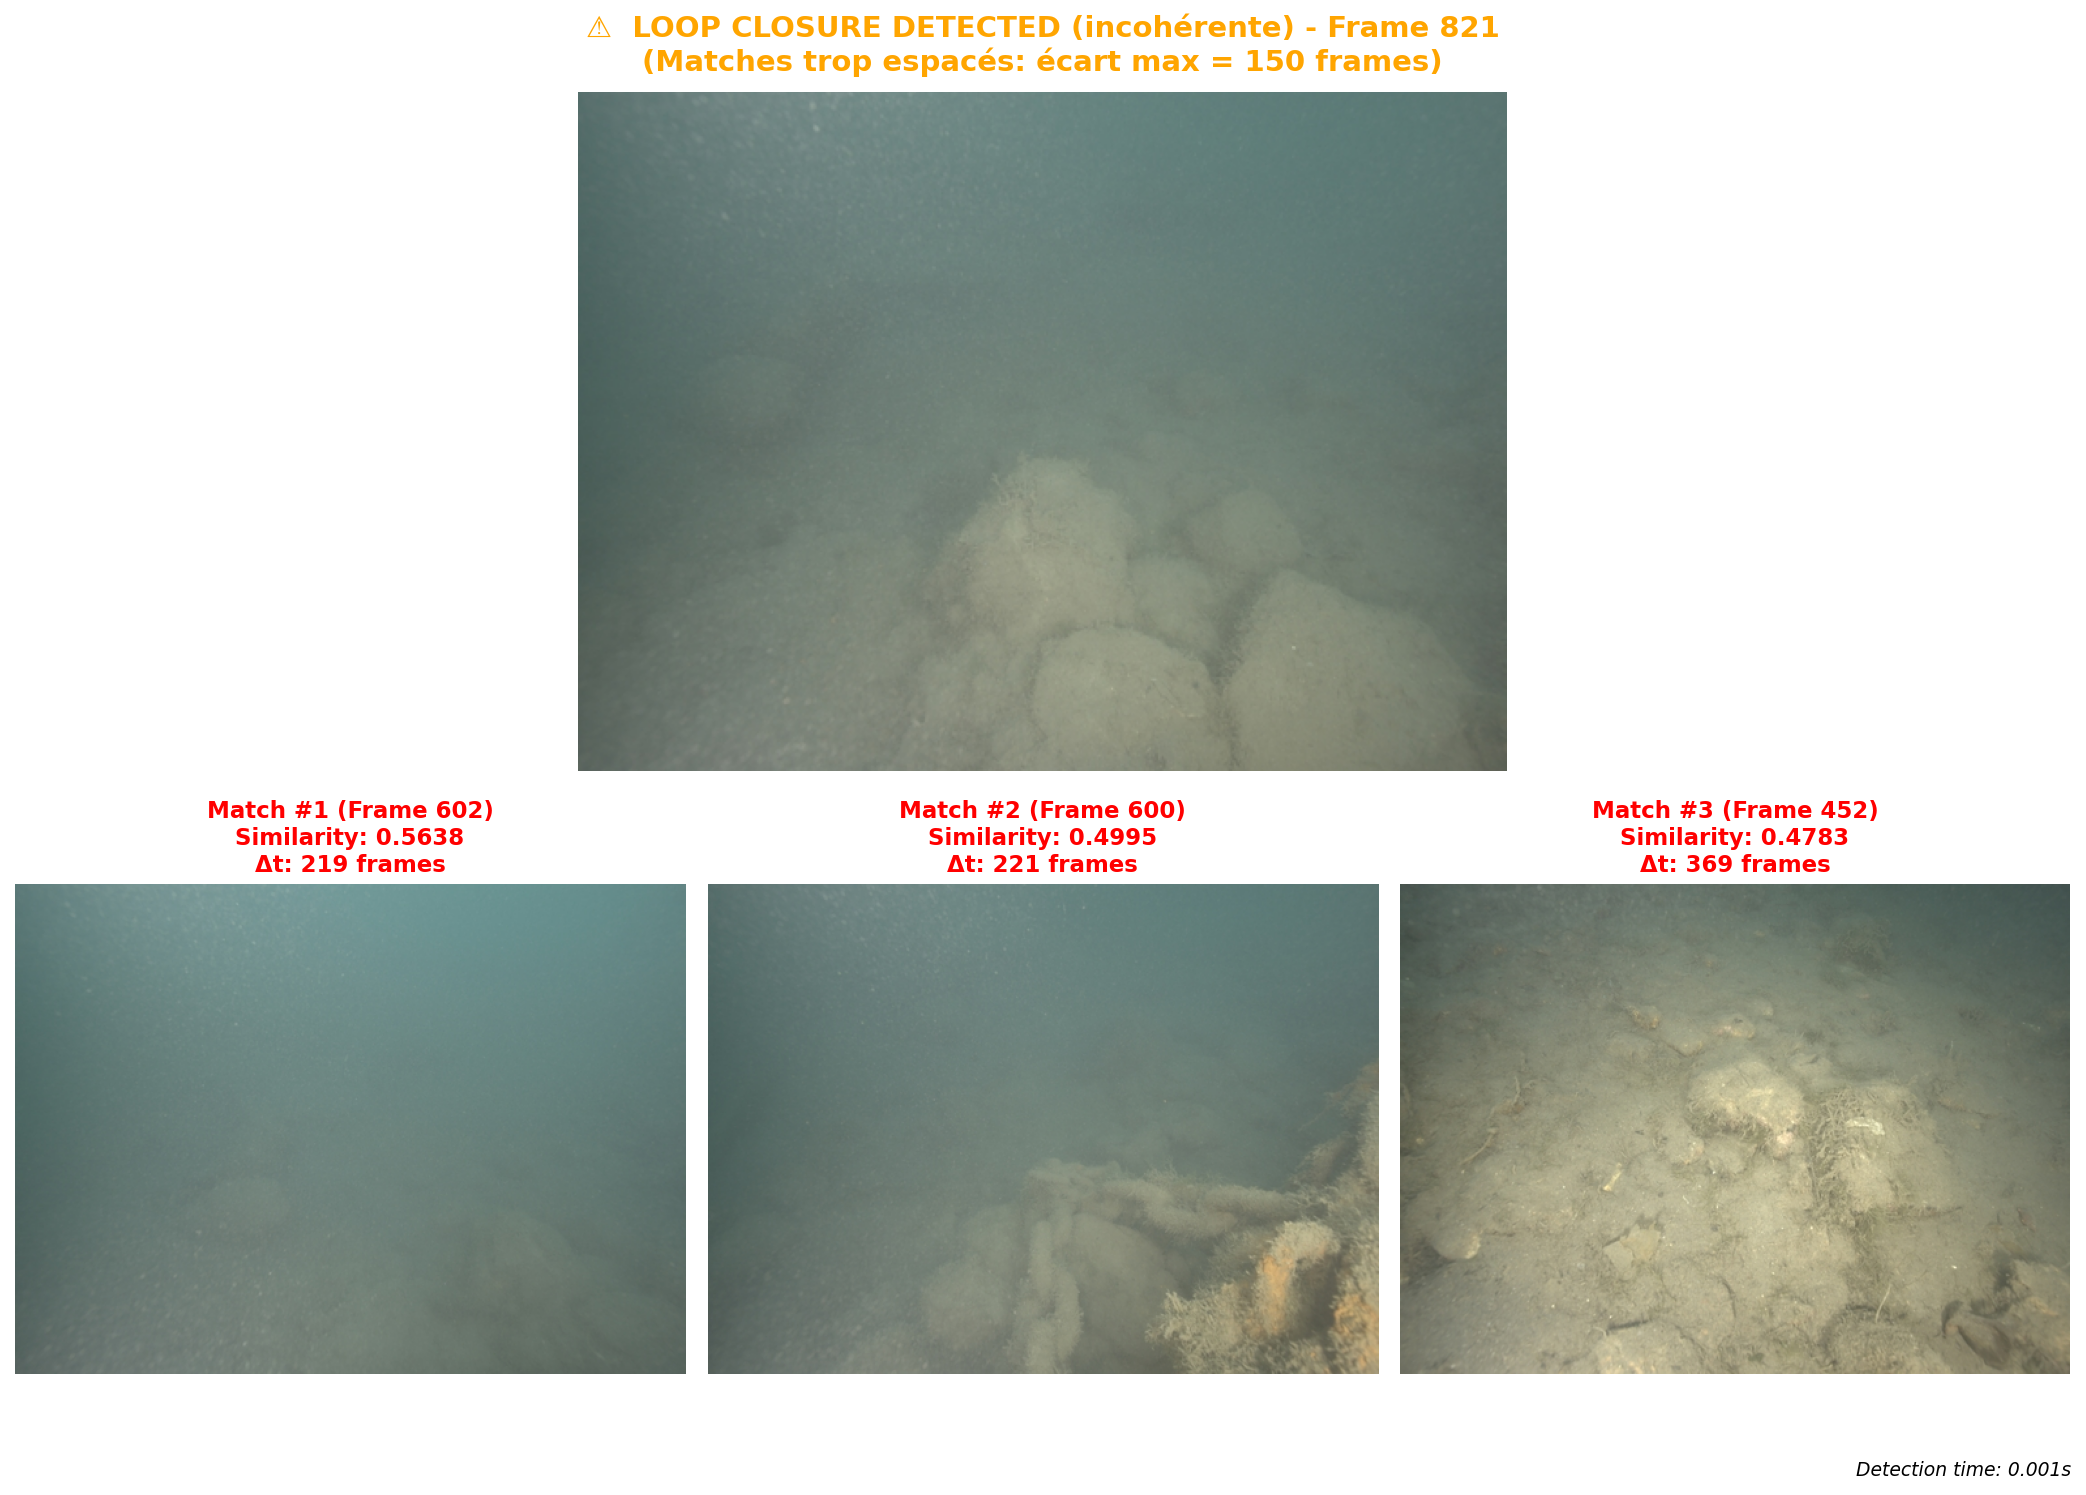 ⚠ LOOP CLOSURE DETECTED (incohérente) - Frame 821
(Matches trop espacés: écart max = 150 frames)
Match #1 (Frame 602)
Similarity: 0.5638
Δt: 219 frames
Match #2 (Frame 600)
Similarity: 0.4995
Δt: 221 frames
Match #3 (Frame 452)
Similarity: 0.4783
Δt: 369 frames
Detection time: 0.001s